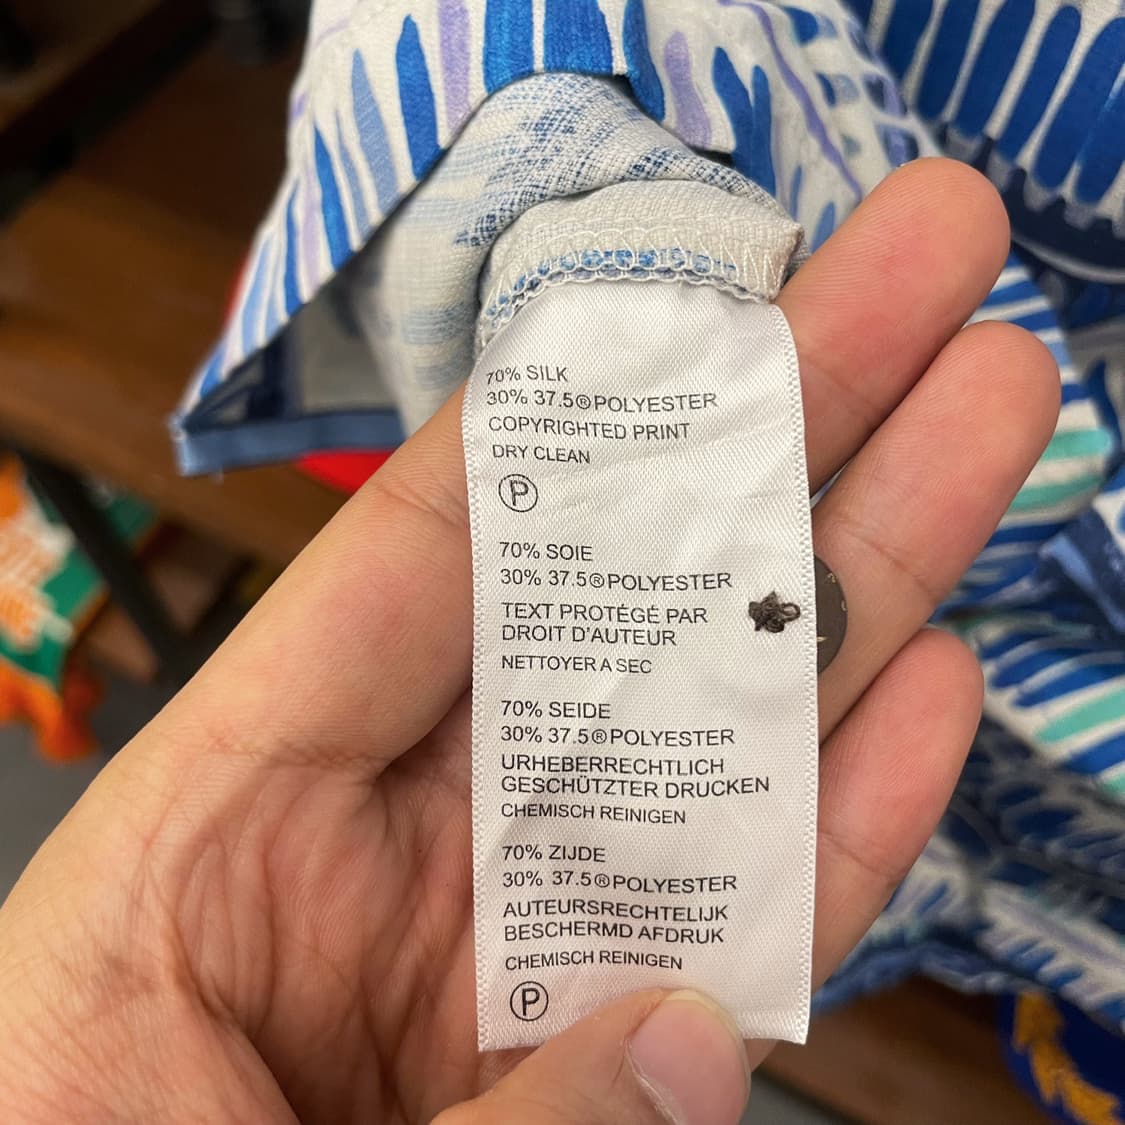 70% SILK
30% 37.5®POLYESTER
COPYRIGHTED PRINT
DRY CLEAN
P
70% SOIE
30% 37.5®POLYESTER
TEXT PROTÉGÉ PAR
DROIT D'AUTEUR
NETTOYER A SEC
70% SEIDE
30% 37.5®POLYESTER
URHEBERRECHTLICH
GESCHÜTZTER DRUCKEN
CHEMISCH REINIGEN
70% ZIJDE
30% 37.5®POLYESTER
AUTEURSRECHTELIJK
BESCHERMD AFDRUK
CHEMISCH REINIGEN
P